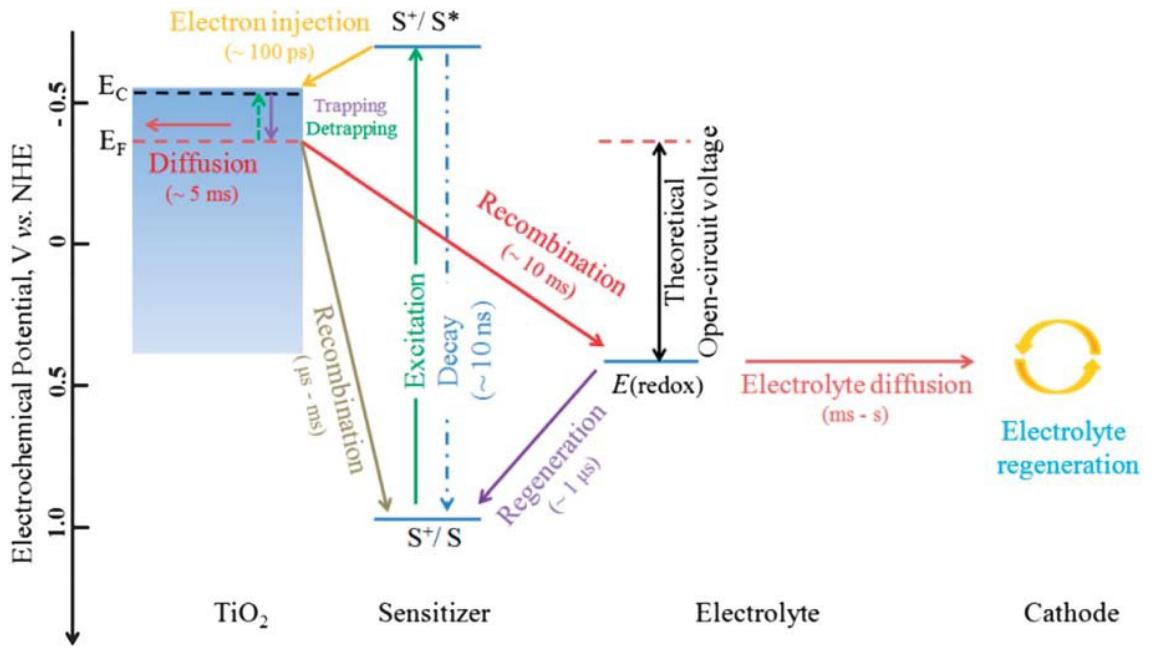 Electrochemical Potential, V vs. NHE
- 0.5
0
0.5
1.0
Electron injection
(~ 100 ps)
S⁺/ S*
E_C
E_F
Trapping
Detrapping
Diffusion
(~ 5 ms)
Recombination
(~ 10 ms)
Recombination
(μs - ms)
Excitation
Decay
(~ 10 ns)
S⁺/ S
Regeneration
(~ 1 μs)
Theoretical
Open-circuit voltage
E(redox)
Electrolyte diffusion
(ms - s)
Electrolyte
regeneration
TiO₂
Sensitizer
Electrolyte
Cathode